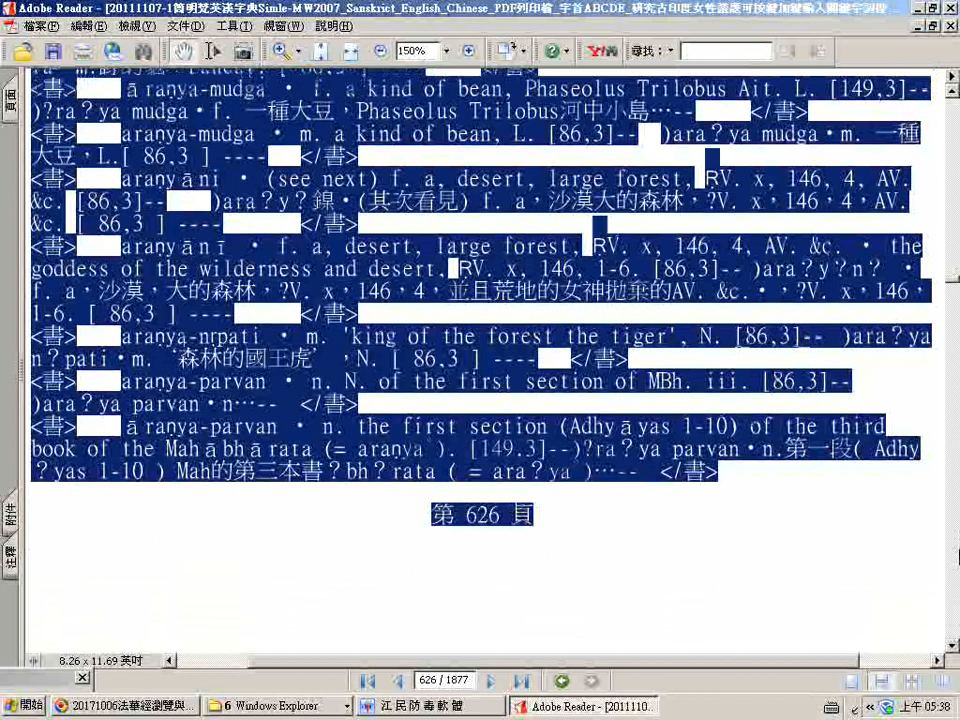 Adobe Reader - [20111107-1簡明梵英漢字典Simle-MW2007_Sanskrict_English_Chinese_PDF列印檔_字首ABCDE_研究古印度女性
檔案(F) 編輯(E) 檢視(V) 文件(D) 工具(T) 視窗(W) 說明(H)
150% 尋找：
頁面
<書> āraṇya-mudga · f. a kind of bean, Phaseolus Trilobus Ait. L. [149,3]--
)?ra?ya mudga·f. 一種大豆，Phaseolus Trilobus河中小島…-- </書>
<書> araṇya-mudga · m. a kind of bean, L. [86,3]-- )ara?ya mudga·m. 一種
大豆，L.[ 86,3 ] ---- </書>
<書> araṇyāni · (see next) f. a, desert, large forest, RV. x, 146, 4, AV.
&c. [86,3]-- )ara?y?鎳·(其次看見) f. a，沙漠大的森林，?V. x，146，4，AV.
&c. [ 86,3 ] ---- </書>
<書> araṇyānī · f. a, desert, large forest, RV. x, 146, 4, AV. &c. · the
goddess of the wilderness and desert, RV. x, 146, 1-6. [86,3]-- )ara?y?n? ·
f. a，沙漠，大的森林，?V. x，146，4，並且荒地的女神拋棄的AV. &c.·，?V. x，146，
1-6. [ 86,3 ] ---- </書>
<書> araṇya-nṛpati · m. 'king of the forest the tiger', N. [86,3]-- )ara?ya
n?pati·m. ‘森林的國王虎’，N. [ 86,3 ] ---- </書>
<書> araṇya-parvan · n. N. of the first section of MBh. iii. [86,3]--
)ara?ya parvan·n…-- </書>
<書> āraṇya-parvan · n. the first section (Adhyāyas 1-10) of the third
book of the Mahābhārata (= araṇya ). [149.3]--)?ra?ya parvan·n.第一段( Adhy
?yas 1-10 ) Mah的第三本書?bh?rata ( = ara?ya )…-- </書>
第 626 頁
附件
注釋
8.26 x 11.69 英吋
626 / 1877
開始 20171006法華經瀏覽與... 6 Windows Explorer 江民防毒軟體 Adobe Reader - [2011110... 上午 05:38